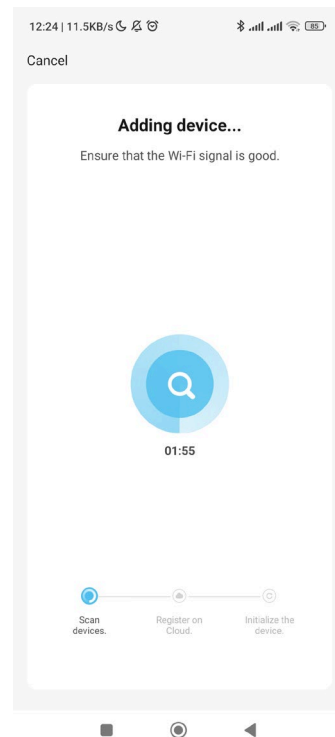 12:24 | 11.5KB/s
85
Cancel
Adding device...
Ensure that the Wi-Fi signal is good.
01:55
Scan
devices.
Register on
Cloud.
Initialize the
device.